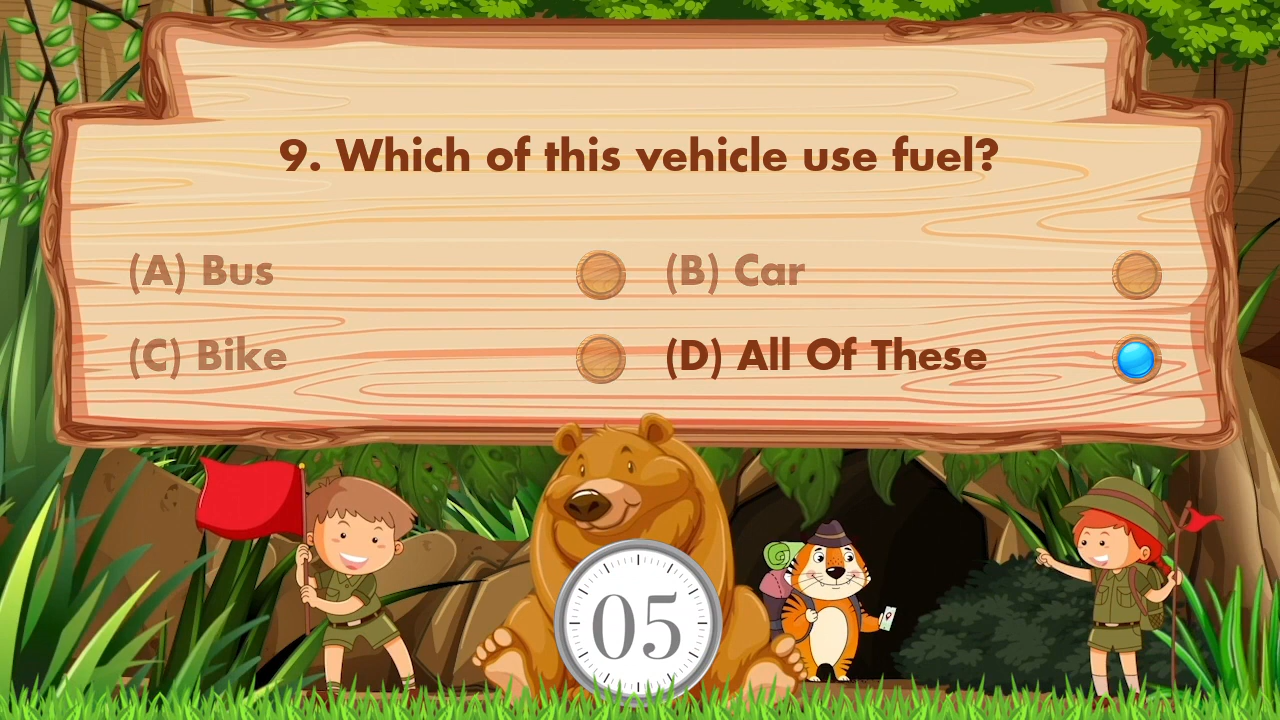 9. Which of this vehicle use fuel?
(A) Bus
(B) Car
(C) Bike
(D) All Of These
05